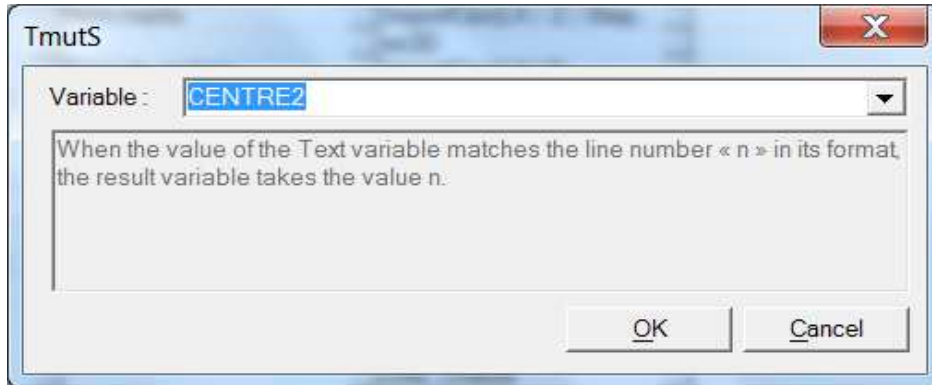 TmutS
Variable : CENTRE2
When the value of the Text variable matches the line number « n » in its format,
the result variable takes the value n.
OK Cancel